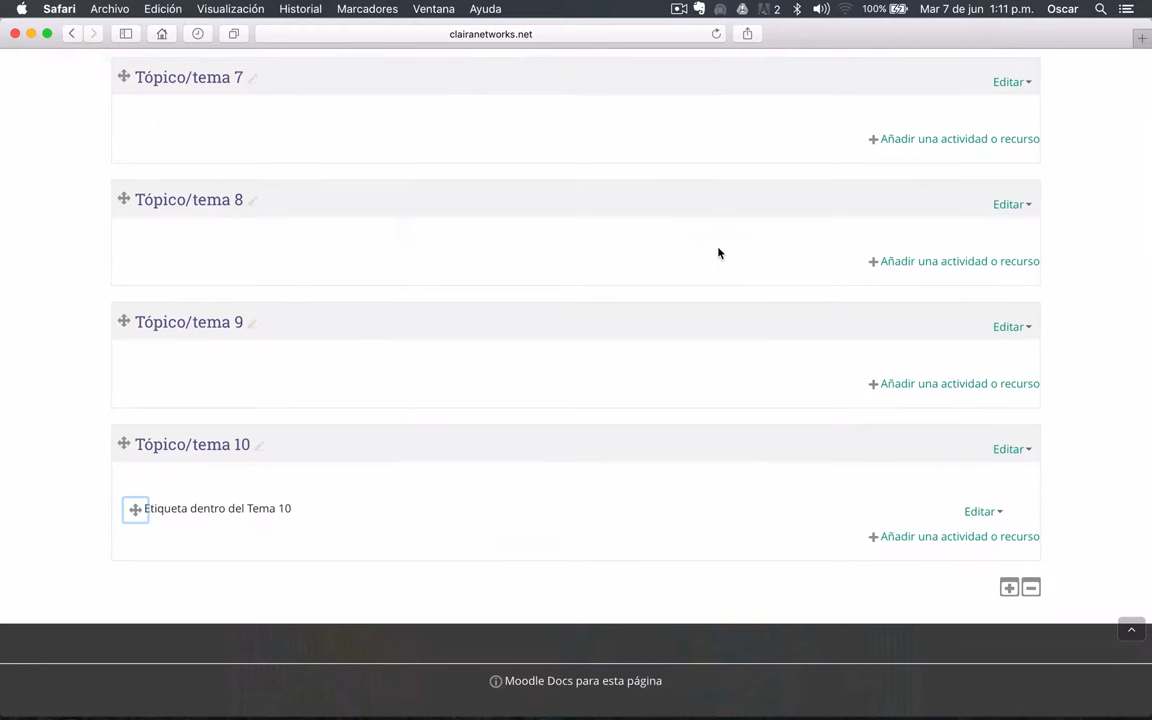 Safari Archivo Edición Visualización Historial Marcadores Ventana Ayuda 2 100% Mar 7 de jun 1:11 p.m. Oscar
clairanetworks.net
Tópico/tema 7
Editar
Añadir una actividad o recurso
Tópico/tema 8
Editar
Añadir una actividad o recurso
Tópico/tema 9
Editar
Añadir una actividad o recurso
Tópico/tema 10
Editar
Etiqueta dentro del Tema 10
Editar
Añadir una actividad o recurso
Moodle Docs para esta página